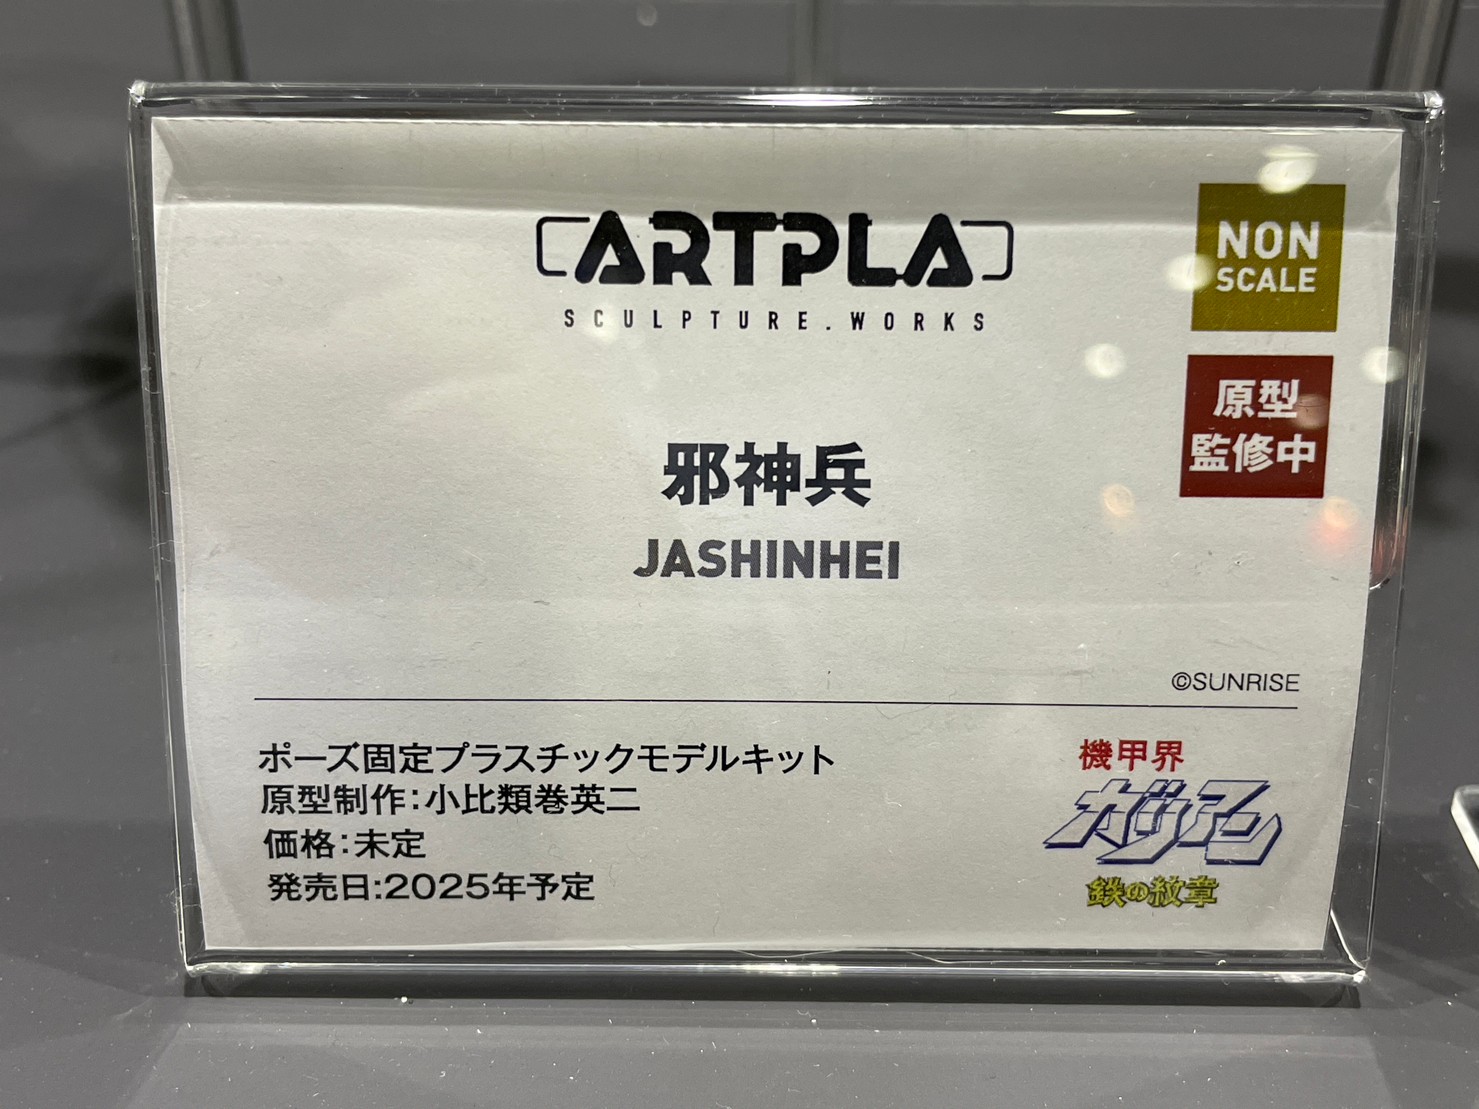 ARTPLA
SCULPTURE.WORKS
NON
SCALE
原型
監修中
邪神兵
JASHINHEI
©SUNRISE
ポーズ固定プラスチックモデルキット
原型制作：小比類巻英二
価格：未定
発売日：2025年予定
機甲界
ガリアン
鉄の紋章